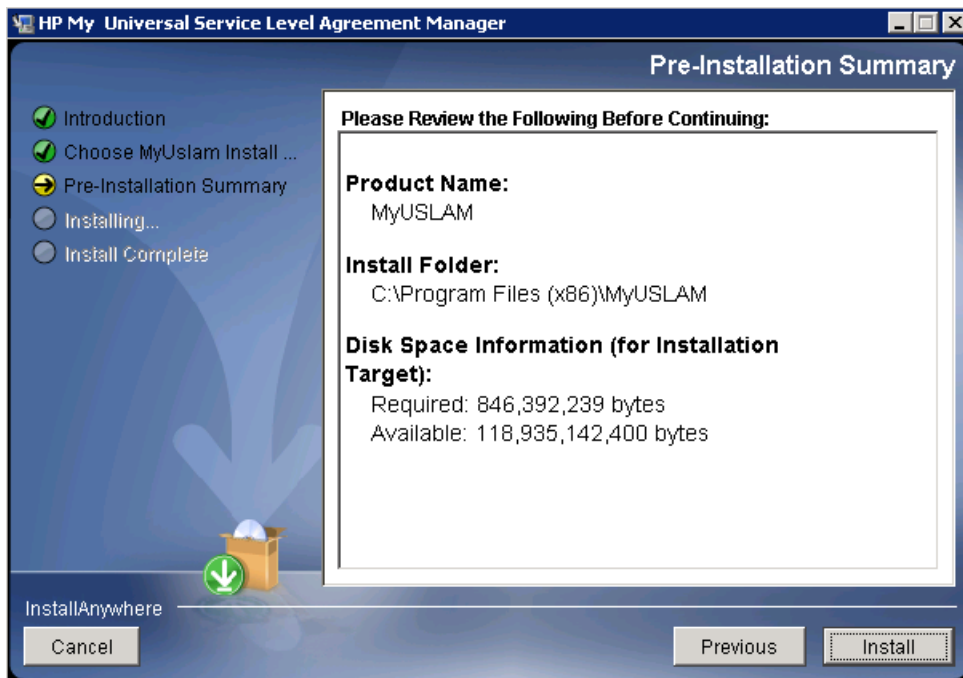 HP My Universal Service Level Agreement Manager
Pre-Installation Summary
Introduction
Choose MyUslam Install ...
Pre-Installation Summary
Installing...
Install Complete
Please Review the Following Before Continuing:
Product Name:
MyUSLAM
Install Folder:
C:\Program Files (x86)\MyUSLAM
Disk Space Information (for Installation
Target):
Required: 846,392,239 bytes
Available: 118,935,142,400 bytes
InstallAnywhere
Cancel
Previous
Install